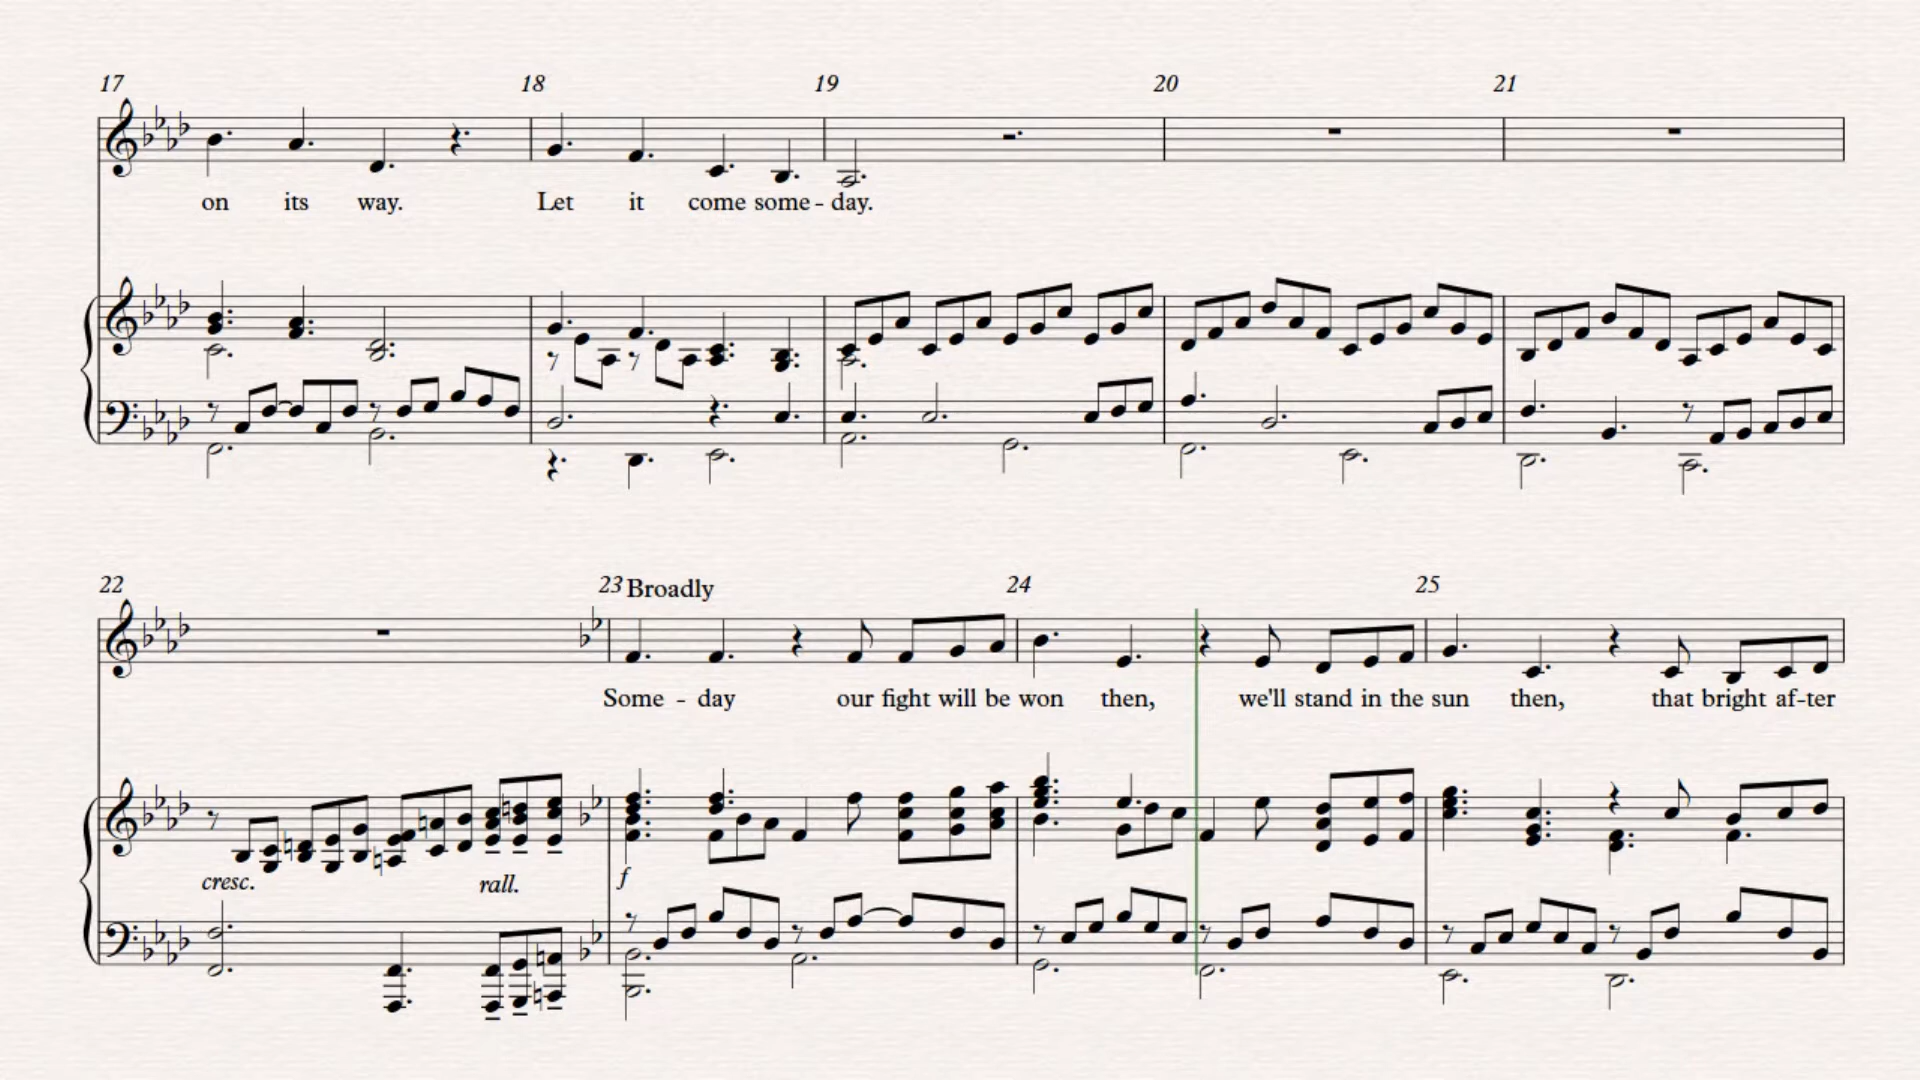 17 18 19 20 21
on its way. Let it come some - day.
22 23 Broadly 24 25
Some - day our fight will be won then, we'll stand in the sun then, that bright af-ter
cresc. rall. f